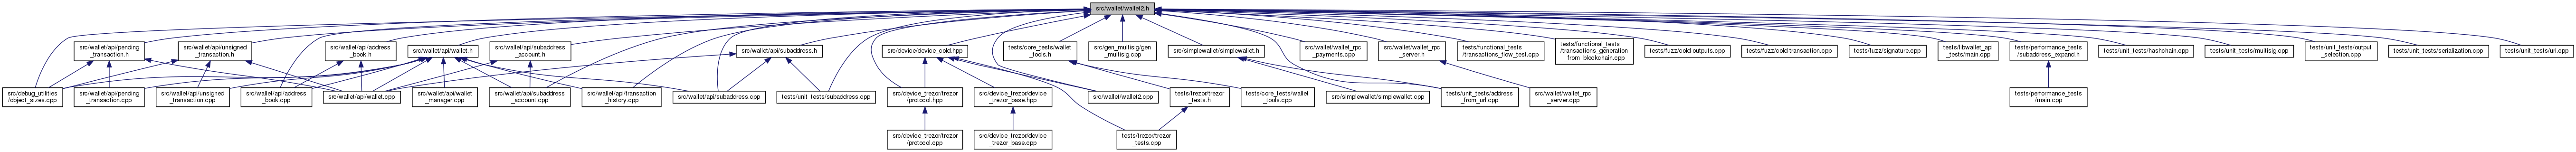 src/wallet/wallet2.h
src/wallet/api/pending
_transaction.h
src/wallet/api/unsigned
_transaction.h
src/wallet/api/address
_book.h
src/wallet/api/wallet.h
src/wallet/api/subaddress
_account.h
src/wallet/api/subaddress.h
src/device/device_cold.hpp
tests/core_tests/wallet
_tools.h
src/gen_multisig/gen
_multisig.cpp
src/simplewallet/simplewallet.h
src/wallet/wallet_rpc
_payments.cpp
src/wallet/wallet_rpc
_server.h
tests/functional_tests
/transactions_flow_test.cpp
tests/functional_tests
/transactions_generation
_from_blockchain.cpp
tests/fuzz/cold-outputs.cpp
tests/fuzz/cold-transaction.cpp
tests/fuzz/signature.cpp
tests/libwallet_api
_tests/main.cpp
tests/performance_tests
/subaddress_expand.h
tests/unit_tests/hashchain.cpp
tests/unit_tests/multisig.cpp
tests/unit_tests/output
_selection.cpp
tests/unit_tests/serialization.cpp
tests/unit_tests/uri.cpp
src/debug_utilities
/object_sizes.cpp
src/wallet/api/pending
_transaction.cpp
src/wallet/api/unsigned
_transaction.cpp
src/wallet/api/address
_book.cpp
src/wallet/api/wallet.cpp
src/wallet/api/wallet
_manager.cpp
src/wallet/api/subaddress
_account.cpp
src/wallet/api/transaction
_history.cpp
src/wallet/api/subaddress.cpp
tests/unit_tests/subaddress.cpp
src/device_trezor/trezor
/protocol.hpp
src/device_trezor/device
_trezor_base.hpp
src/wallet/wallet2.cpp
tests/trezor/trezor
_tests.h
tests/core_tests/wallet
_tools.cpp
src/simplewallet/simplewallet.cpp
tests/unit_tests/address
_from_url.cpp
src/wallet/wallet_rpc
_server.cpp
tests/performance_tests
/main.cpp
src/device_trezor/trezor
/protocol.cpp
src/device_trezor/device
_trezor_base.cpp
tests/trezor/trezor
_tests.cpp